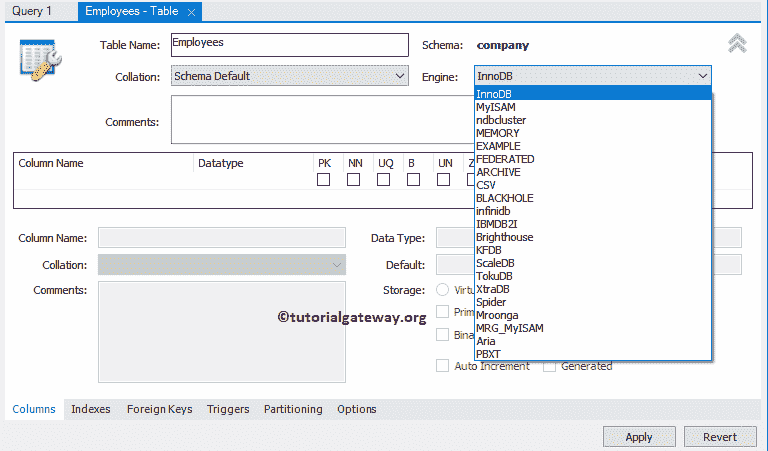 Query 1 Employees - Table ×
Table Name: Employees Schema: company
Collation: Schema Default Engine: InnoDB
Comments:
InnoDB
MyISAM
ndbcluster
MEMORY
EXAMPLE
FEDERATED
ARCHIVE
CSV
BLACKHOLE
infinidb
IBMDB2I
Brighthouse
KFDB
ScaleDB
TokuDB
XtraDB
Spider
Mroonga
MRG_MyISAM
Aria
PBXT
Column Name Datatype PK NN UQ B UN Z
Column Name: Data Type:
Collation: Default:
Comments: Storage: Virtu
Prim
Bina
Auto Increment Generated
©tutorialgateway.org
Columns Indexes Foreign Keys Triggers Partitioning Options
Apply Revert